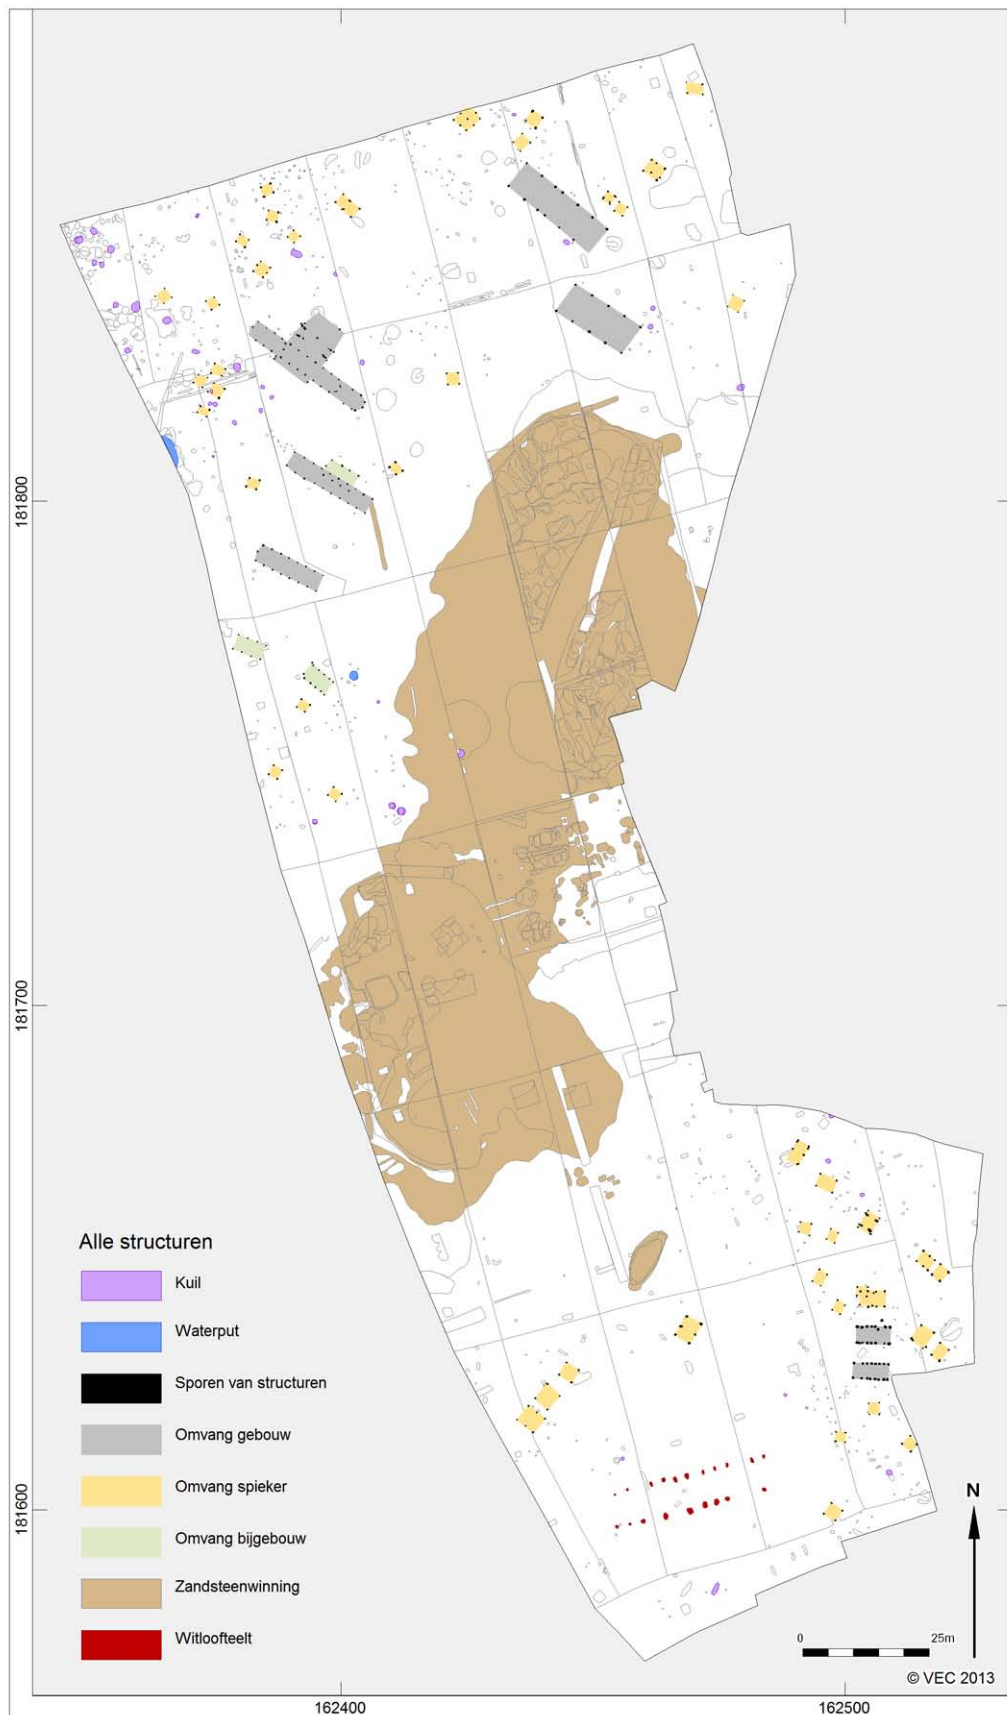 181800
181700
181600
Alle structuren
Kuil
Waterput
Sporen van structuren
Omvang gebouw
Omvang spieker
Omvang bijgebouw
Zandsteenwinning
Witloofteelt
N
0 25m
© VEC 2013
162400 162500